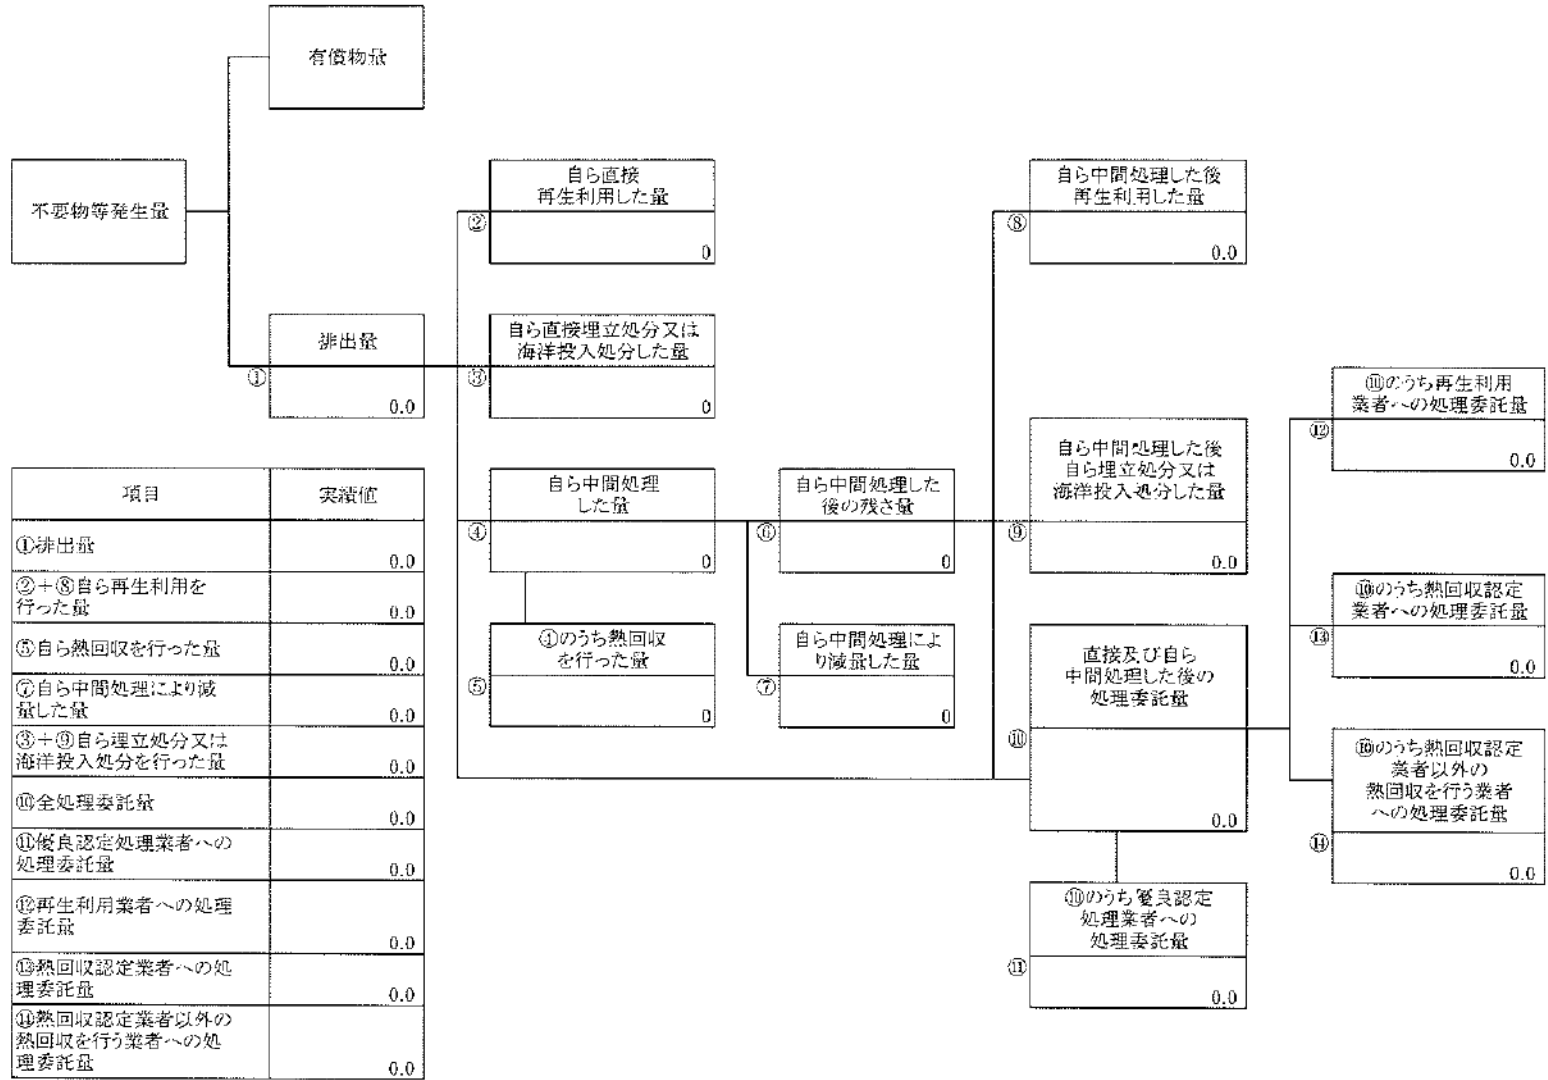 有償物量
不要物等発生量
排出量
①
0.0
自ら直接
再生利用した量
②
0
自ら直接埋立処分又は
海洋投入処分した量
③
0
自ら中間処理
した量
④
0
④のうち熱回収
を行った量
⑤
0
自ら中間処理した
後の残さ量
⑥
0
自ら中間処理によ
り減量した量
⑦
0
自ら中間処理した後
再生利用した量
⑧
0.0
自ら中間処理した後
自ら埋立処分又は
海洋投入処分した量
⑨
0.0
直接及び自ら
中間処理した後の
処理委託量
⑩
0.0
⑩のうち優良認定
処理業者への
処理委託量
⑪
0.0
⑩のうち再生利用
業者への処理委託量
⑫
0.0
⑩のうち熱回収認定
業者への処理委託量
⑬
0.0
⑩のうち熱回収認定
業者以外の
熱回収を行う業者
への処理委託量
⑭
0.0
項目
実績値
①排出量
0.0
②+⑧自ら再生利用を
行った量
0.0
⑤自ら熱回収を行った量
0.0
⑦自ら中間処理により減
量した量
0.0
③+⑨自ら埋立処分又は
海洋投入処分を行った量
0.0
⑩全処理委託量
0.0
⑪優良認定処理業者への
処理委託量
0.0
⑫再生利用業者への処理
委託量
0.0
⑬熱回収認定業者への処
理委託量
0.0
⑭熱回収認定業者以外の
熱回収を行う業者への処
理委託量
0.0